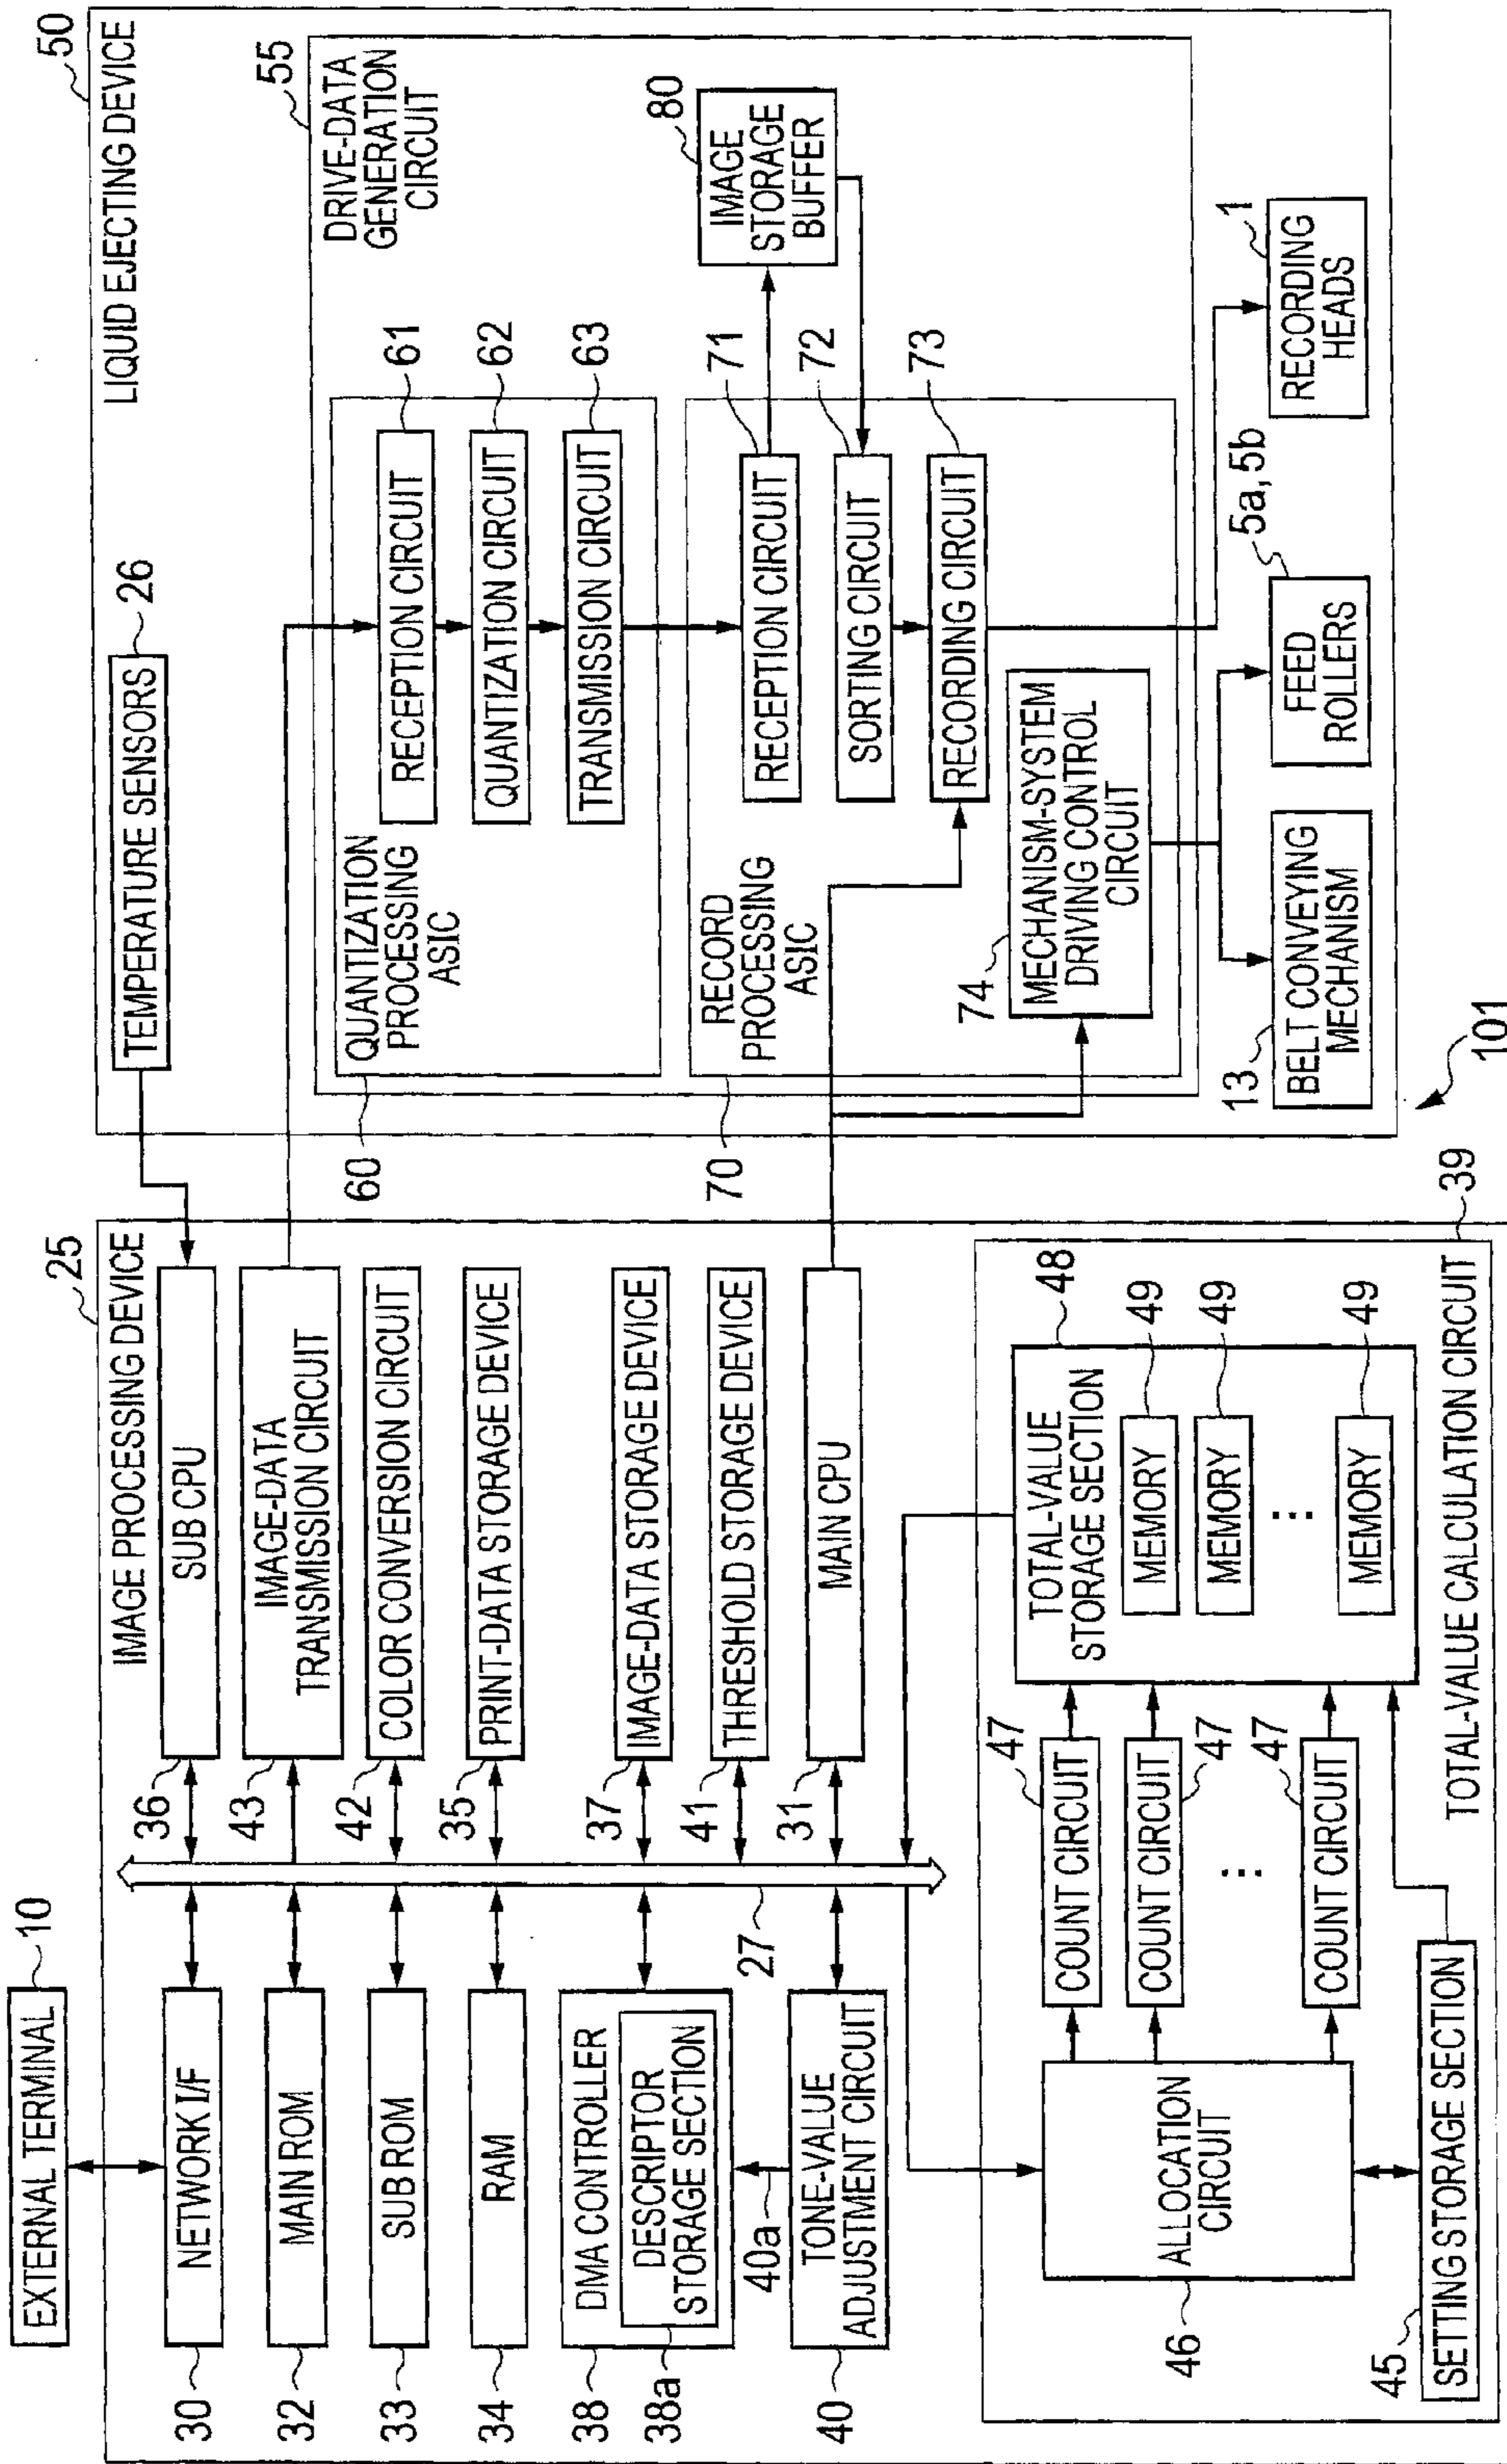 EXTERNAL TERMINAL
10
25
IMAGE PROCESSING DEVICE
30
NETWORK I/F
32
MAIN ROM
33
SUB ROM
34
RAM
38
DMA CONTROLLER
38a
DESCRIPTOR
STORAGE SECTION
40a
40
TONE-VALUE
ADJUSTMENT CIRCUIT
27
36
SUB CPU
43
IMAGE-DATA
TRANSMISSION CIRCUIT
42
COLOR CONVERSION CIRCUIT
35
PRINT-DATA STORAGE DEVICE
37
IMAGE-DATA STORAGE DEVICE
41
THRESHOLD STORAGE DEVICE
31
MAIN CPU
39
TOTAL-VALUE CALCULATION CIRCUIT
46
ALLOCATION
CIRCUIT
45
SETTING STORAGE SECTION
47
COUNT CIRCUIT
47
COUNT CIRCUIT
⋮
47
COUNT CIRCUIT
48
TOTAL-VALUE
STORAGE SECTION
49
MEMORY
49
MEMORY
⋮
49
MEMORY
50
LIQUID EJECTING DEVICE
26
TEMPERATURE SENSORS
55
DRIVE-DATA
GENERATION
CIRCUIT
60
QUANTIZATION
PROCESSING
ASIC
61
RECEPTION CIRCUIT
62
QUANTIZATION CIRCUIT
63
TRANSMISSION CIRCUIT
70
RECORD
PROCESSING
ASIC
71
RECEPTION CIRCUIT
72
SORTING CIRCUIT
73
RECORDING CIRCUIT
74
MECHANISM-SYSTEM
DRIVING CONTROL
CIRCUIT
80
IMAGE
STORAGE
BUFFER
13
BELT CONVEYING
MECHANISM
5a, 5b
FEED
ROLLERS
1
RECORDING
HEADS
101